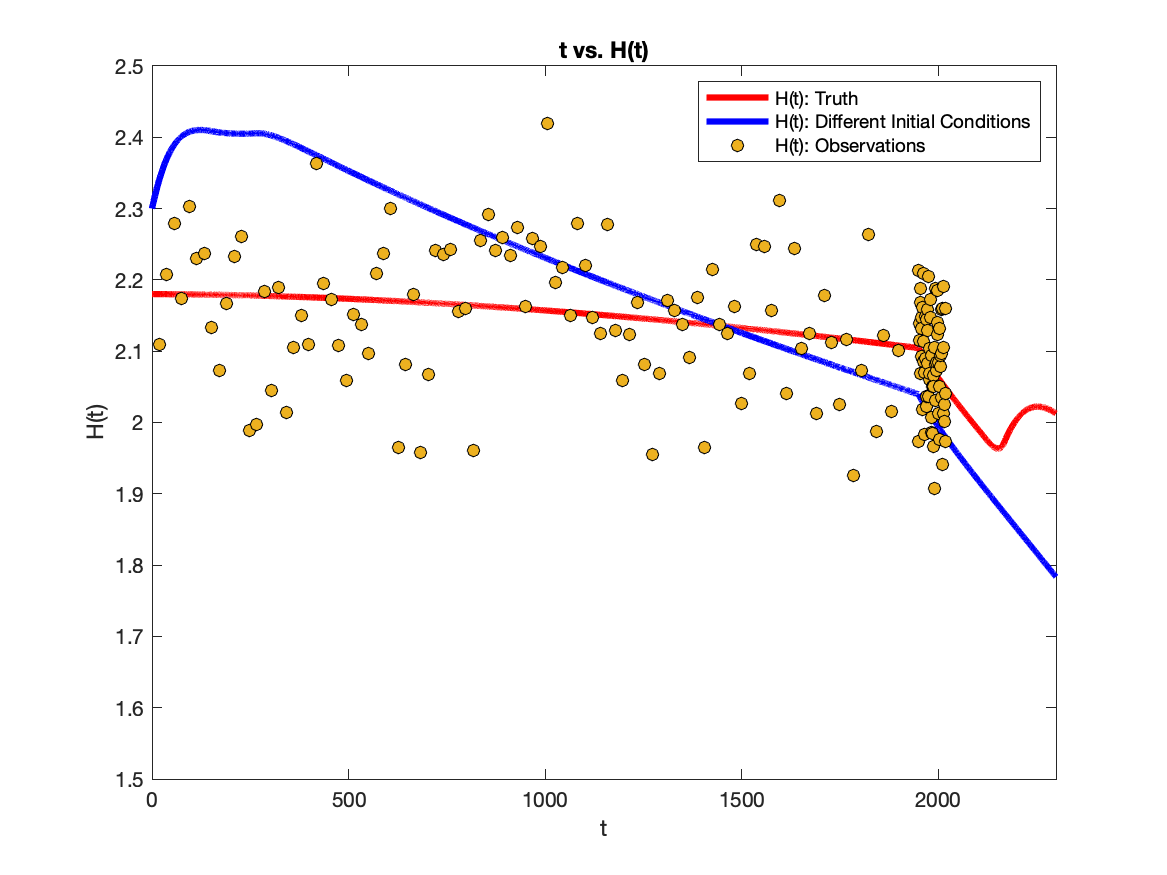 t vs. H(t)
H(t): Truth
H(t): Different Initial Conditions
H(t): Observations
H(t)
2.5
2.4
2.3
2.2
2.1
2
1.9
1.8
1.7
1.6
1.5
0
500
1000
1500
2000
t